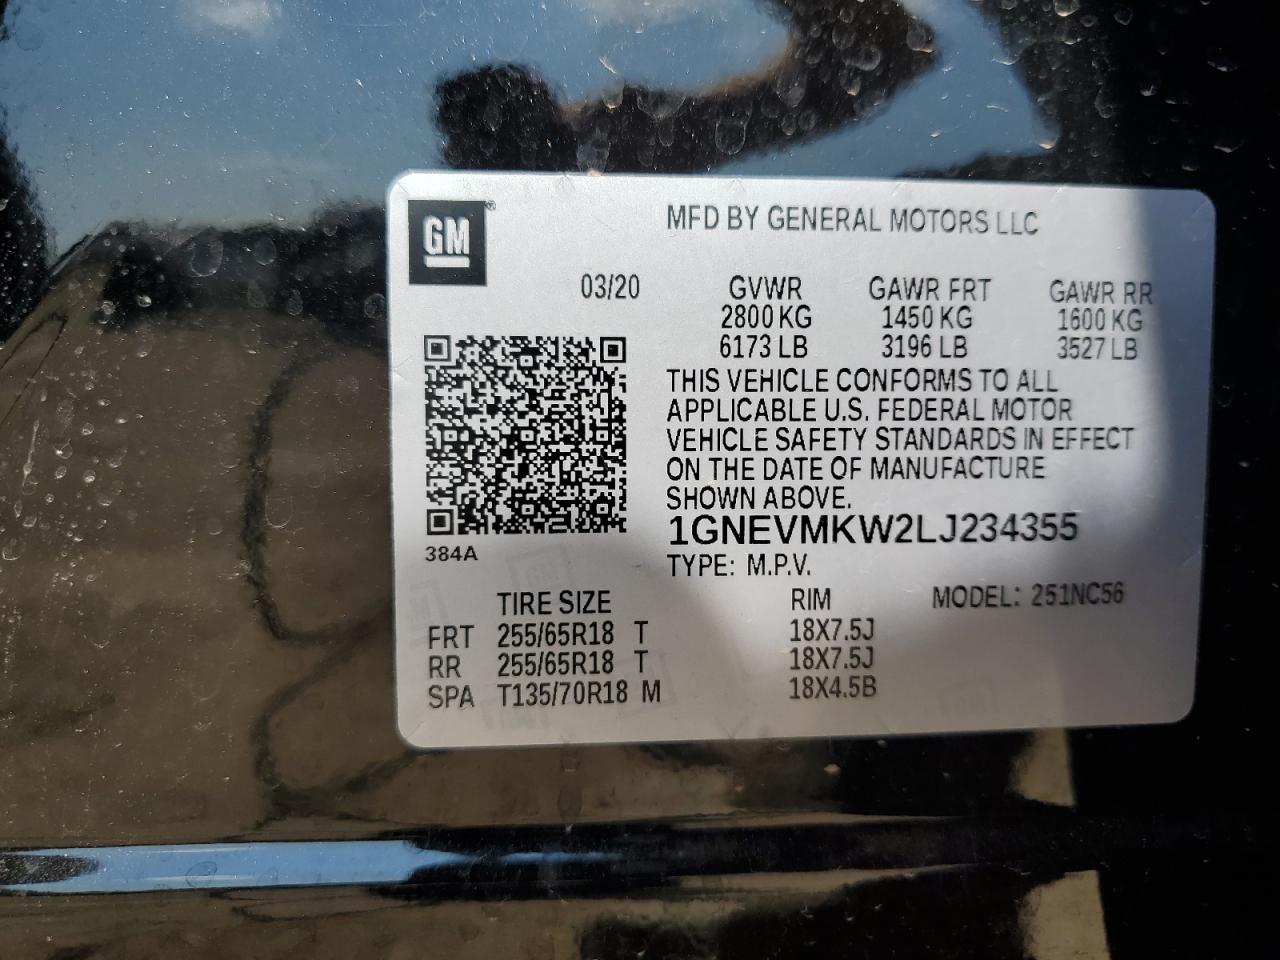 GM®
MFD BY GENERAL MOTORS LLC
03/20 GVWR GAWR FRT GAWR RR
2800 KG 1450 KG 1600 KG
6173 LB 3196 LB 3527 LB
THIS VEHICLE CONFORMS TO ALL
APPLICABLE U.S. FEDERAL MOTOR
VEHICLE SAFETY STANDARDS IN EFFECT
ON THE DATE OF MANUFACTURE
SHOWN ABOVE.
1GNEVMKW2LJ234355
384A
TYPE: M.P.V.
TIRE SIZE RIM MODEL: 251NC56
FRT 255/65R18 T 18X7.5J
RR 255/65R18 T 18X7.5J
SPA T135/70R18 M 18X4.5B